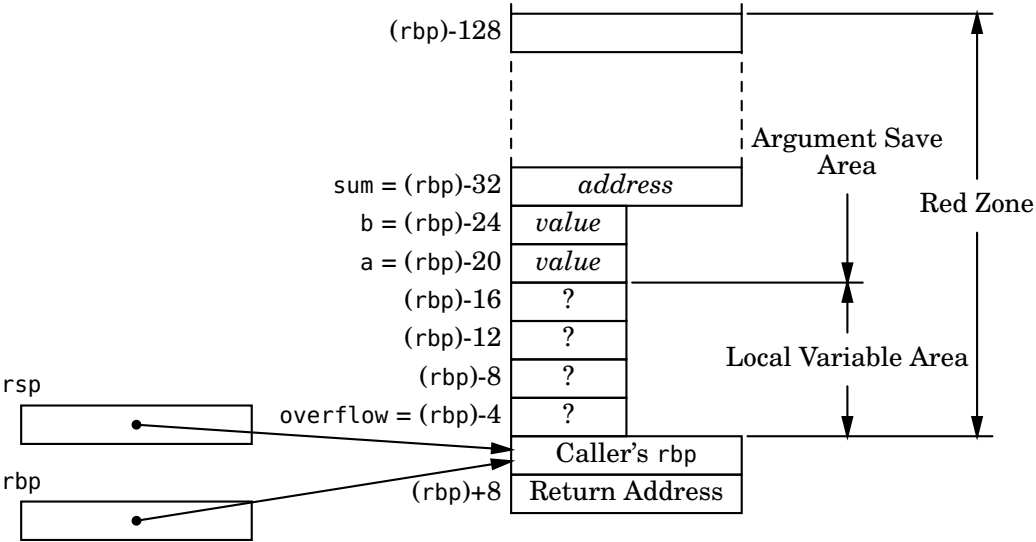 (rbp)-128
Argument Save
Area
sum = (rbp)-32 address
Red Zone
b = (rbp)-24 value
a = (rbp)-20 value
(rbp)-16 ?
(rbp)-12 ?
Local Variable Area
(rbp)-8 ?
rsp
overflow = (rbp)-4 ?
Caller's rbp
rbp
(rbp)+8 Return Address